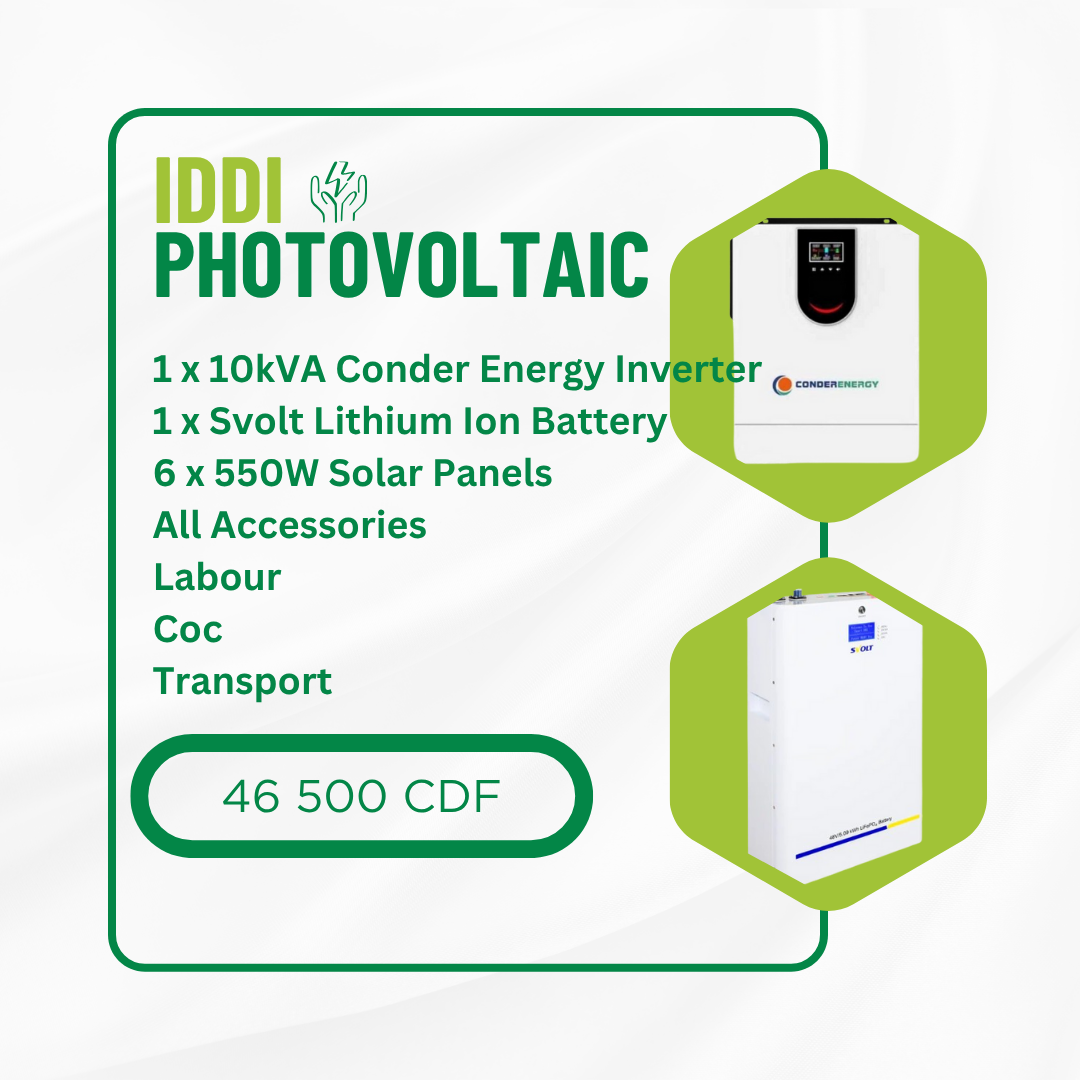 IDDI
PHOTOVOLTAIC
1 x 10kVA Conder Energy Inverter
1 x Svolt Lithium Ion Battery
6 x 550W Solar Panels
All Accessories
Labour
Coc
Transport
46 500 CDF
CONDERENERGY
SVOLT